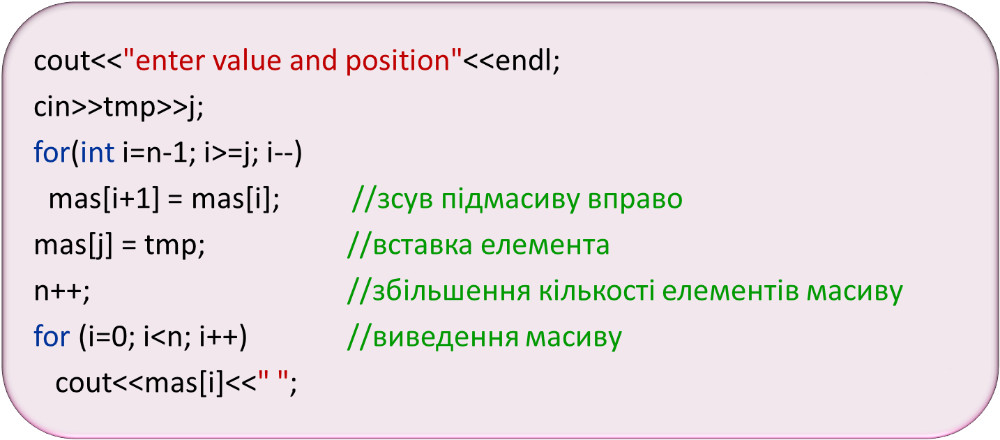 cout<<"enter value and position"<<endl;
cin>>tmp>>j;
for(int i=n-1; i>=j; i--)
mas[i+1] = mas[i]; //зсув підмасиву вправо
mas[j] = tmp; //вставка елемента
n++; //збільшення кількості елементів масиву
for (i=0; i<n; i++) //виведення масиву
cout<<mas[i]<<" ";